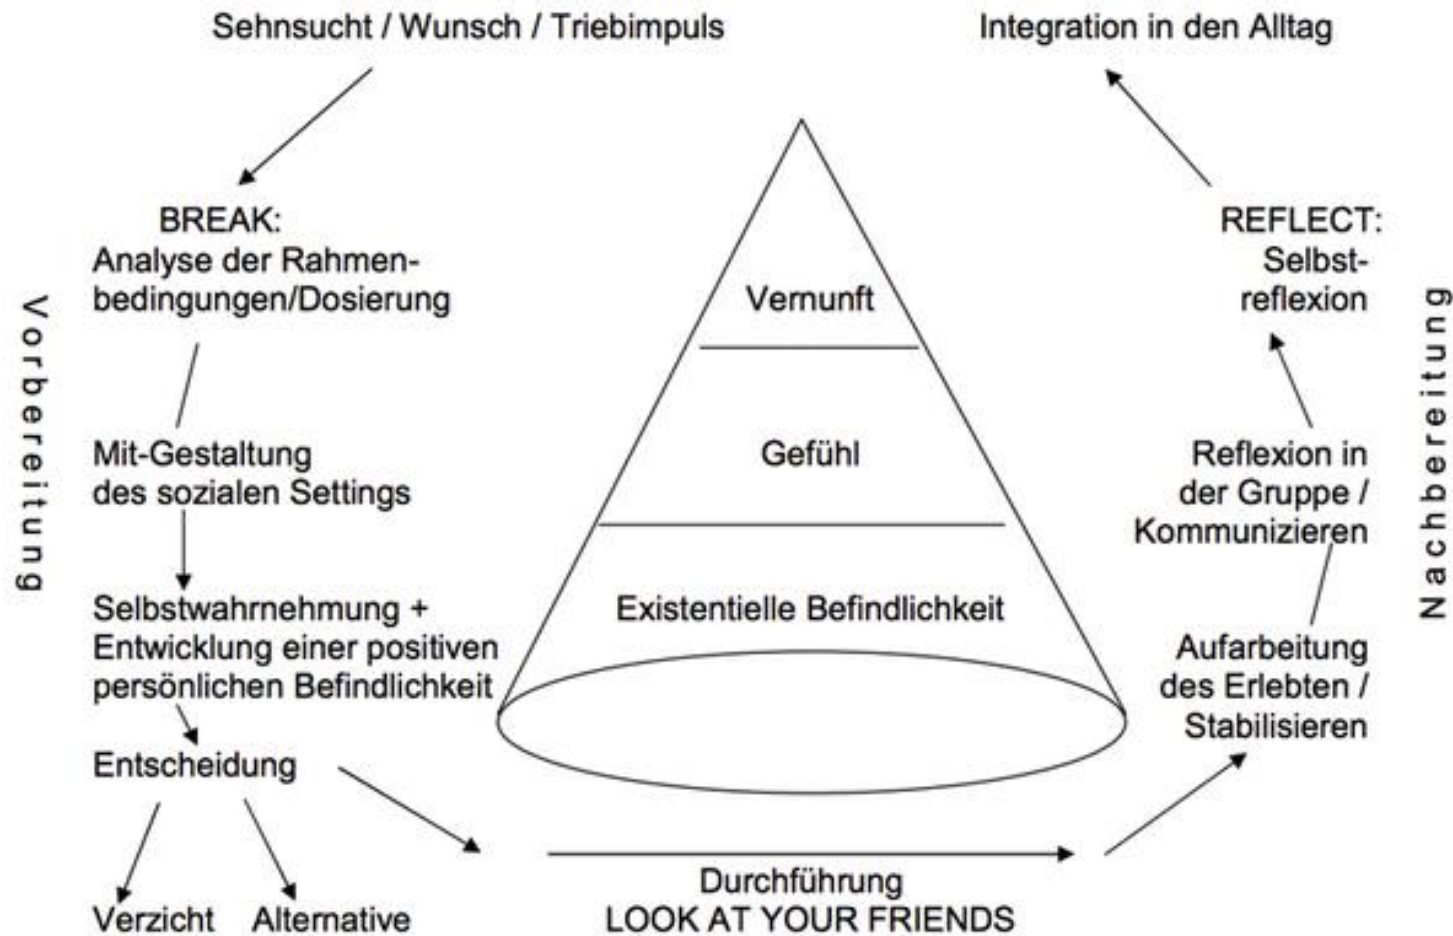 Sehnsucht / Wunsch / Triebimpuls
Integration in den Alltag
BREAK:
Analyse der Rahmen-
bedingungen/Dosierung
Mit-Gestaltung
des sozialen Settings
Selbstwahrnehmung +
Entwicklung einer positiven
persönlichen Befindlichkeit
Entscheidung
Verzicht
Alternative
Vorbereitung
Vernunft
Gefühl
Existentielle Befindlichkeit
Durchführung
LOOK AT YOUR FRIENDS
REFLECT:
Selbst-
reflexion
Reflexion in
der Gruppe /
Kommunizieren
Aufarbeitung
des Erlebten /
Stabilisieren
Nachbereitung